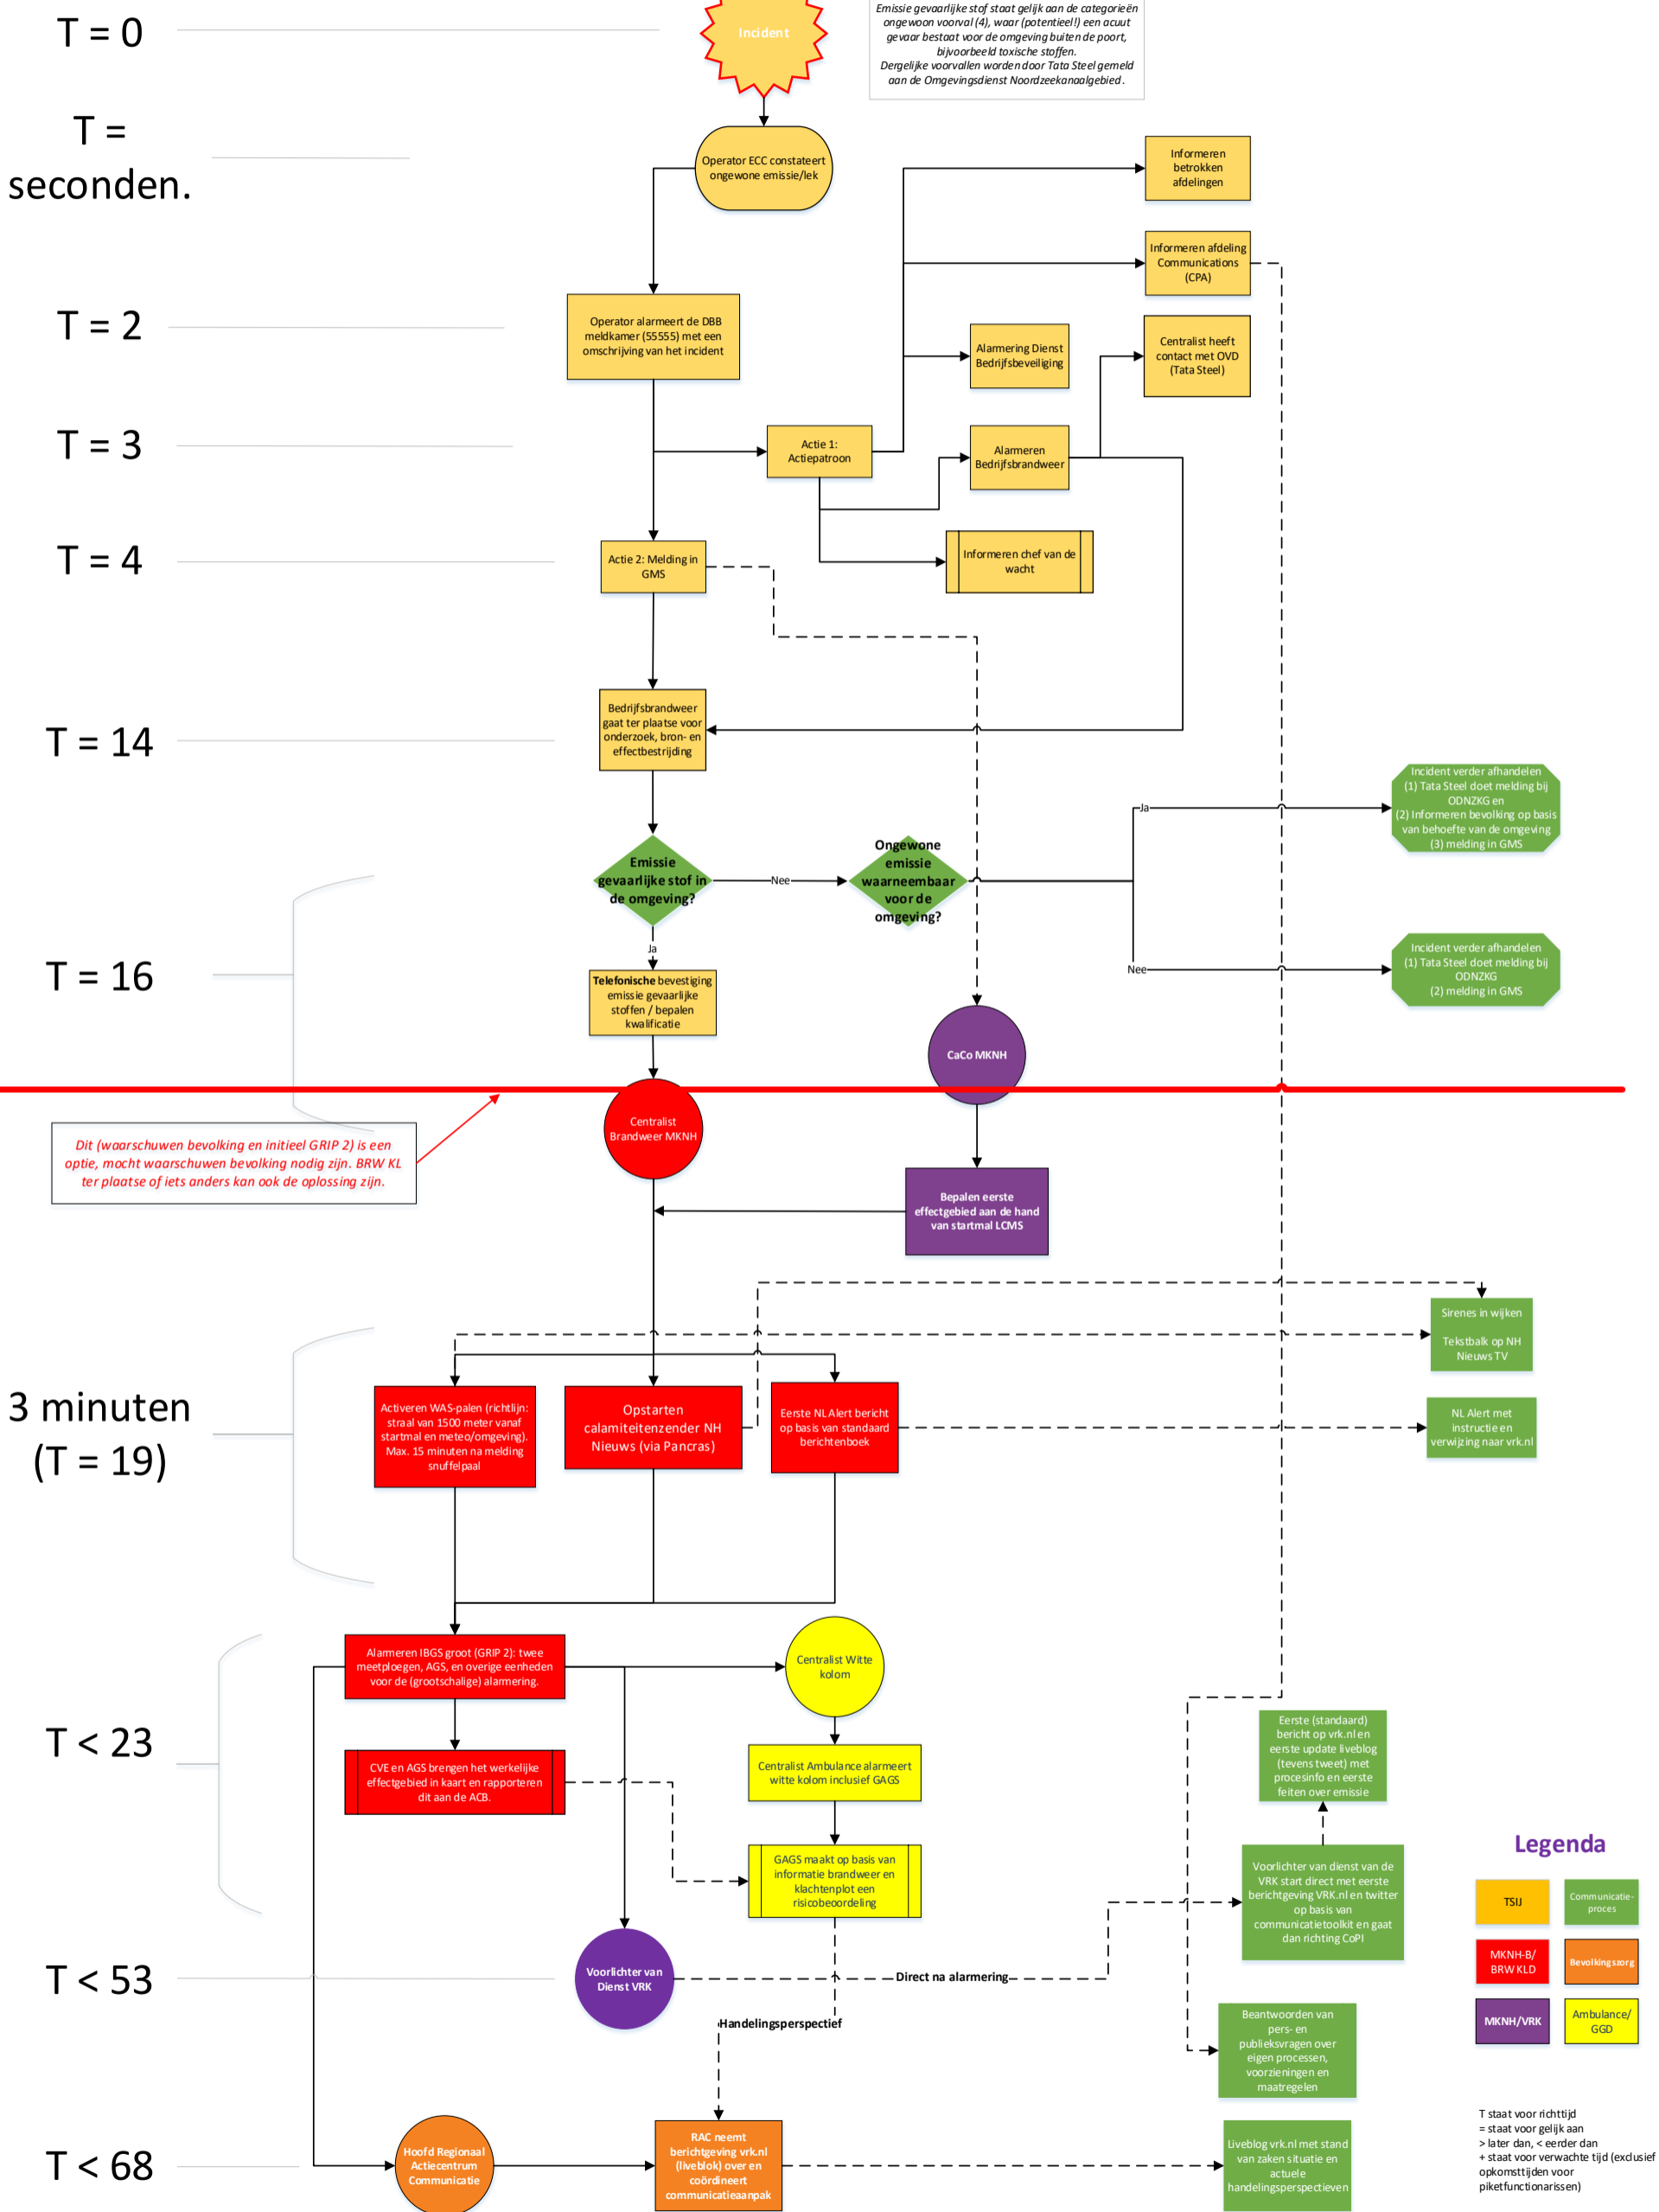 Emissie gevaarlijke stof staat gelijk aan de categorieën
ongewoon voorval (4), waar (potentieel!) een acuut
gevaar bestaat voor de omgeving buiten de poort,
bijvoorbeeld toxische stoffen.
Dergelijke voorvallen worden door Tata Steel gemeld
aan de Omgevingsdienst Noordzeekanaalgebied.
T = 0
Incident
T =
seconden.
Operator ECC constateert
ongewone emissie/lek
Informeren
betrokken
afdelingen
Informeren afdeling
Communications
(CPA)
T = 2
Operator alarmeert de DBB
meldkamer (55555) met een
omschrijving van het incident
Alarmering Dienst
Bedrijfsbeveiliging
Centralist heeft
contact met OVD
(Tata Steel)
T = 3
Actie 1:
Actiepatroon
Alarmeren
Bedrijfsbrandweer
T = 4
Actie 2: Melding in
GMS
Informeren chef van de
wacht
T = 14
Bedrijfsbrandweer
gaat ter plaatse voor
onderzoek, bron- en
effectbestrijding
Incident verder afhandelen
(1) Tata Steel doet melding bij
ODNZKG en
(2) Informeren bevolking op basis
van behoefte van de omgeving
(3) melding in GMS
Ja
Emissie
gevaarlijke stof in
de omgeving?
Nee
Ongewone
emissie
waarneembaar
voor de
omgeving?
Ja
Nee
Incident verder afhandelen
(1) Tata Steel doet melding bij
ODNZKG
(2) melding in GMS
T = 16
Telefonische bevestiging
emissie gevaarlijke
stoffen / bepalen
kwalificatie
CaCo MKNH
Centralist
Brandweer MKNH
Dit (waarschuwen bevolking en initieel GRIP 2) is een
optie, mocht waarschuwen bevolking nodig zijn. BRW KL
ter plaatse of iets anders kan ook de oplossing zijn.
Bepalen eerste
effectgebied aan de hand
van startmal LCMS
Sirenes in wijken
Tekstbalk op NH
Nieuws TV
3 minuten
(T = 19)
Activeren WAS-palen (richtlijn:
straal van 1500 meter vanaf
startmal en meteo/omgeving).
Max. 15 minuten na melding
snuffelpaal
Opstarten
calamiteitenzender NH
Nieuws (via Pancras)
Eerste NL Alert bericht
op basis van standaard
berichtenboek
NL Alert met
instructie en
verwijzing naar vrk.nl
Alarmeren IBGS groot (GRIP 2): twee
meetploegen, AGS, en overige eenheden
voor de (grootschalige) alarmering.
Centralist Witte
kolom
T < 23
CVE en AGS brengen het werkelijke
effectgebied in kaart en rapporteren
dit aan de ACB.
Centralist Ambulance alarmeert
witte kolom inclusief GAGS
Eerste (standaard)
bericht op vrk.nl en
eerste update liveblog
(tevens tweet) met
procesinfo en eerste
feiten over emissie
GAGS maakt op basis van
informatie brandweer en
klachtenplot een
risicobeoordeling
Voorlichter van dienst van de
VRK start direct met eerste
berichtgeving VRK.nl en twitter
op basis van
communicatietoolkit en gaat
dan richting CoPI
Legenda
TSIJ
Communicatie-
proces
MKNH-B/
BRW KLD
Bevolkingszorg
MKNH/VRK
Ambulance/
GGD
T < 53
Voorlichter van
Dienst VRK
Direct na alarmering
Handelingsperspectief
Beantwoorden van
pers- en
publieksvragen over
eigen processen,
voorzieningen en
maatregelen
T < 68
Hoofd Regionaal
Actiecentrum
Communicatie
RAC neemt
berichtgeving vrk.nl
(liveblok) over en
coördineert
communicatieaanpak
Liveblog vrk.nl met stand
van zaken situatie en
actuele
handelingsperspectieven
T staat voor richttijd
= staat voor gelijk aan
> later dan, < eerder dan
+ staat voor verwachte tijd (exclusief
opkomsttijden voor
piketfunctionarissen)